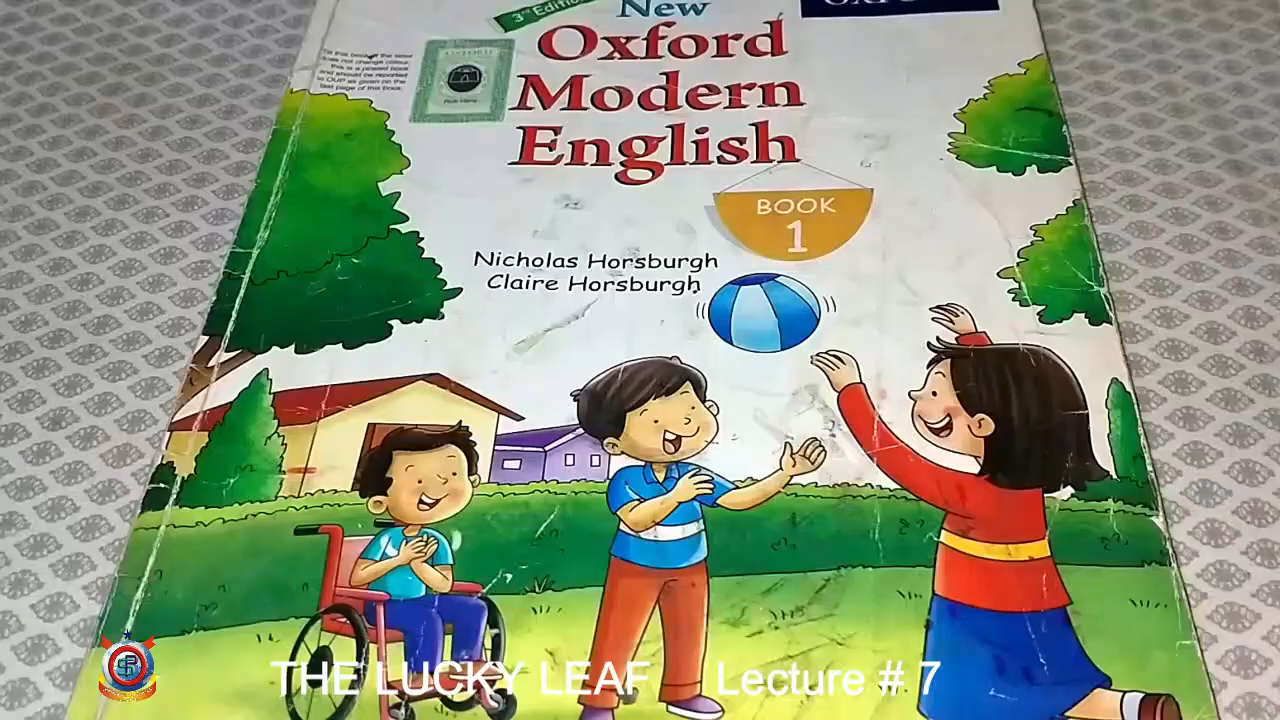 3rd Edition
New
Oxford
Modern
English
BOOK
1
Nicholas Horsburgh
Claire Horsburgh
THE LUCKY LEAF Lecture # 7